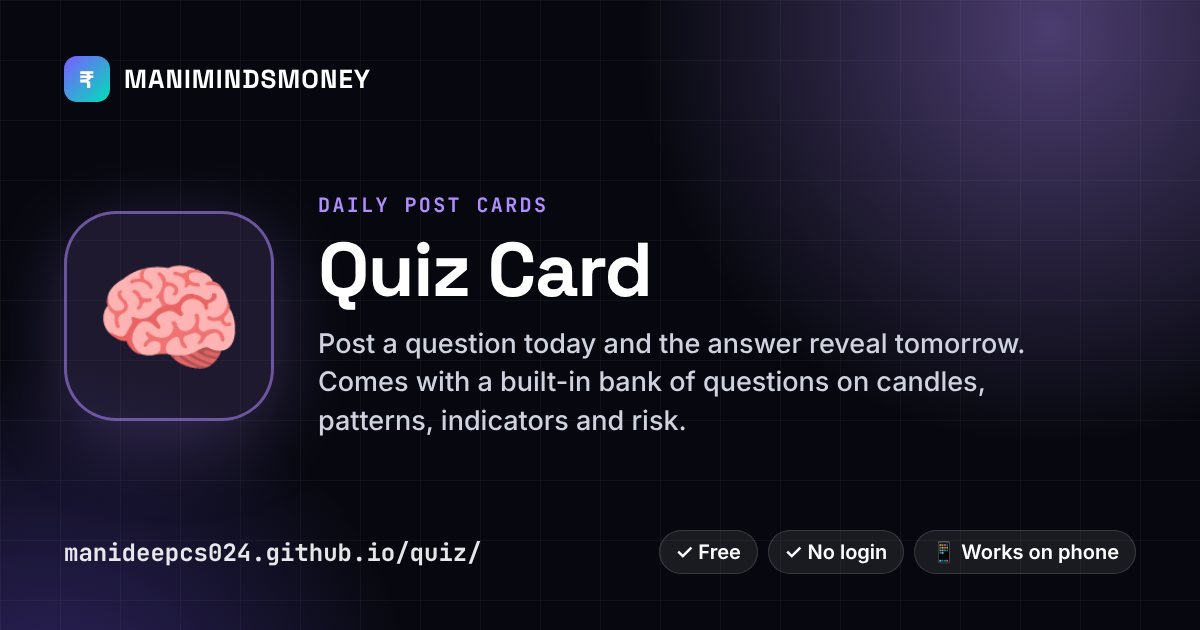 ₹ MANIMINDSMONEY
DAILY POST CARDS
Quiz Card
Post a question today and the answer reveal tomorrow.
Comes with a built-in bank of questions on candles,
patterns, indicators and risk.
manideepcs024.github.io/quiz/
✓ Free ✓ No login 📱 Works on phone